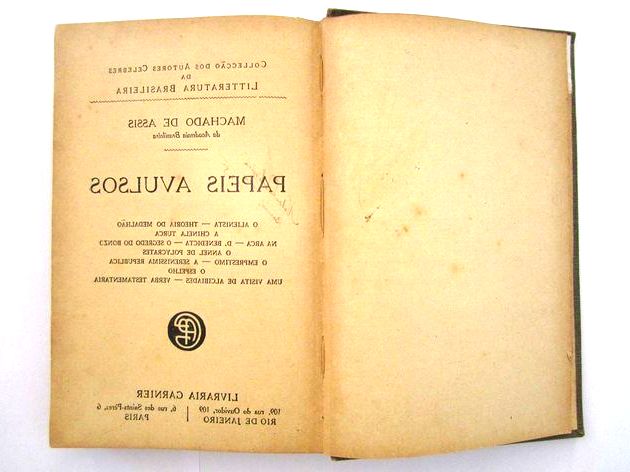 COLLECÇÃO DOS AUTORES CELEBRES
DA
LITTERATURA BRASILEIRA
MACHADO DE ASSIS
da Academia Brasileira
PAPEIS AVULSOS
O ALIENISTA — THEORIA DO MEDALHÃO
A CHINELA TURCA
NA ARCA — D. BENEDICTA — O SEGREDO DO BONZO
O ANNEL DE POLYCRATES
O EMPRESTIMO — A SERENISSIMA REPUBLICA
O ESPELHO
UMA VISITA DE ALCIBIADES — VERBA TESTAMENTARIA
LIVRARIA GARNIER
109, rua do Ouvidor, 109
RIO DE JANEIRO
6, rue des Saints-Pères, 6
PARIS